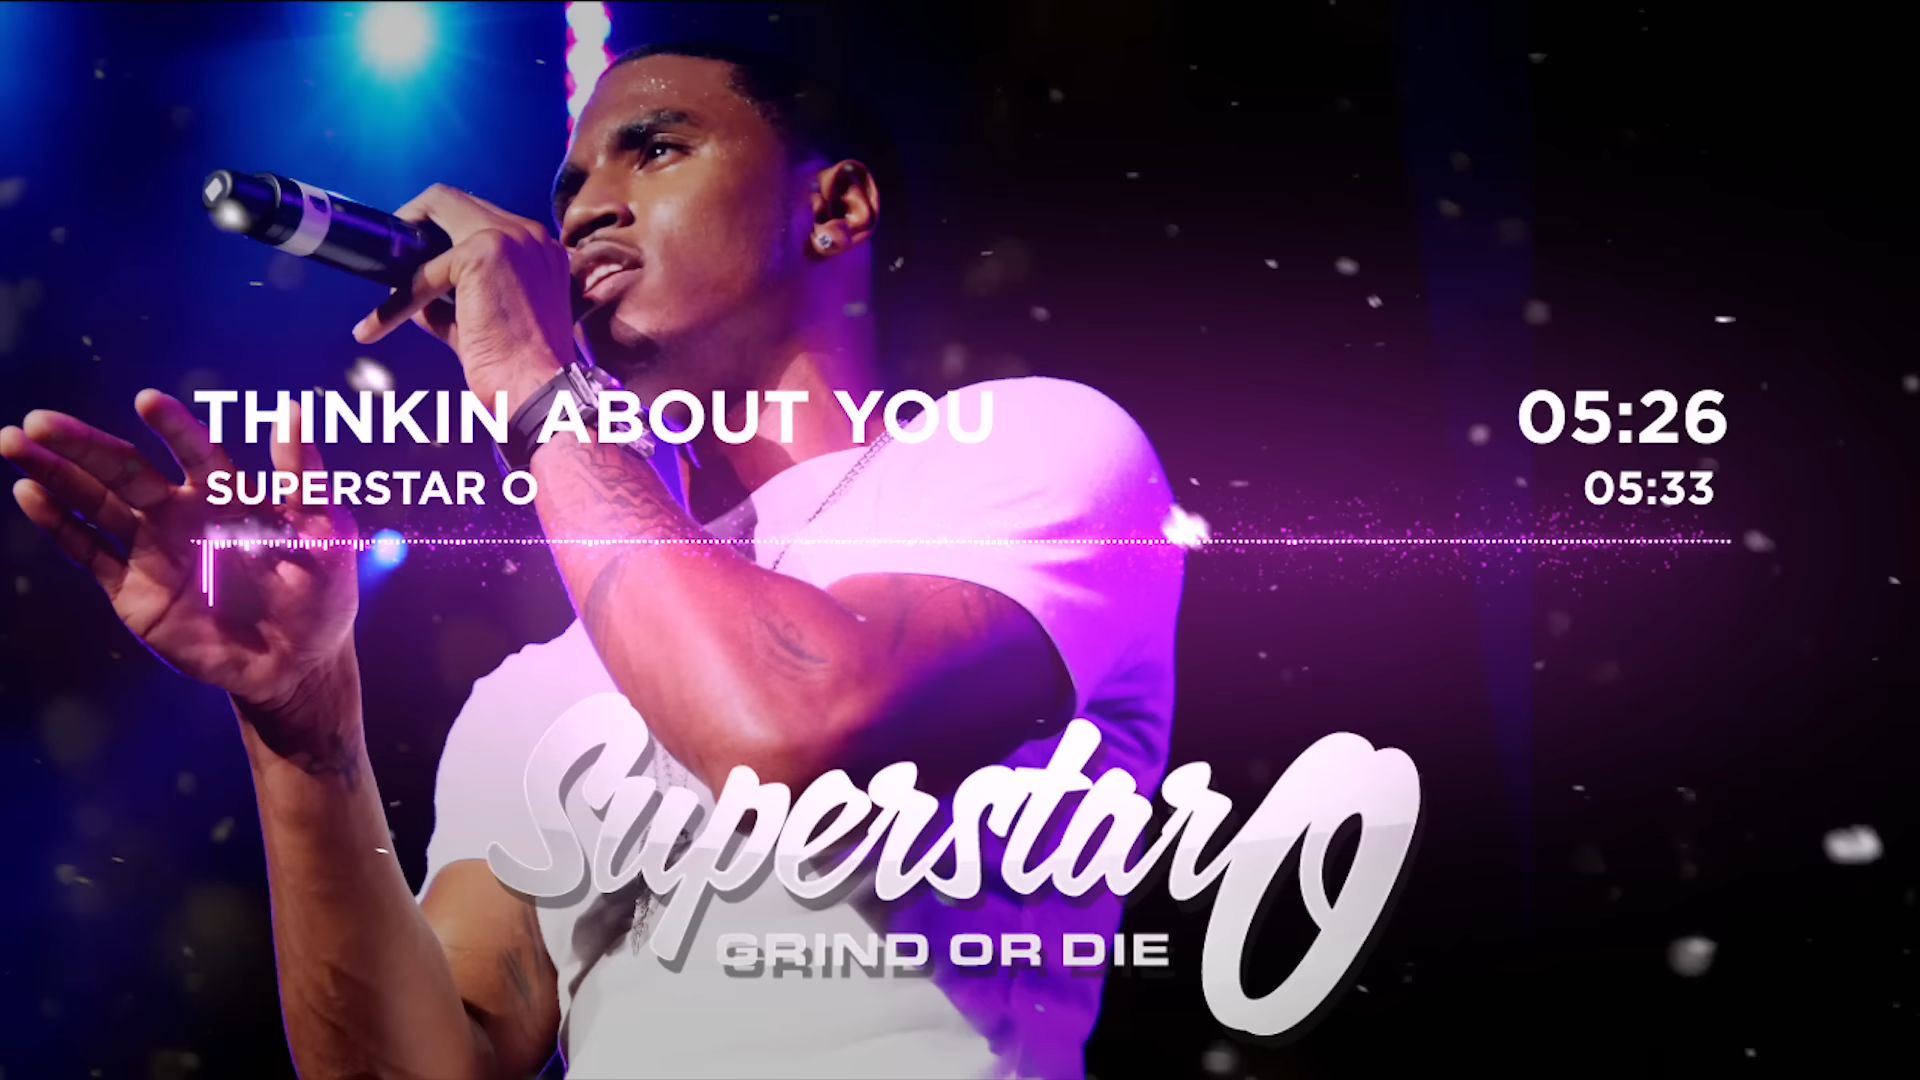 THINKIN ABOUT YOU
05:26
SUPERSTAR O
05:33
Superstar O
GRIND OR DIE